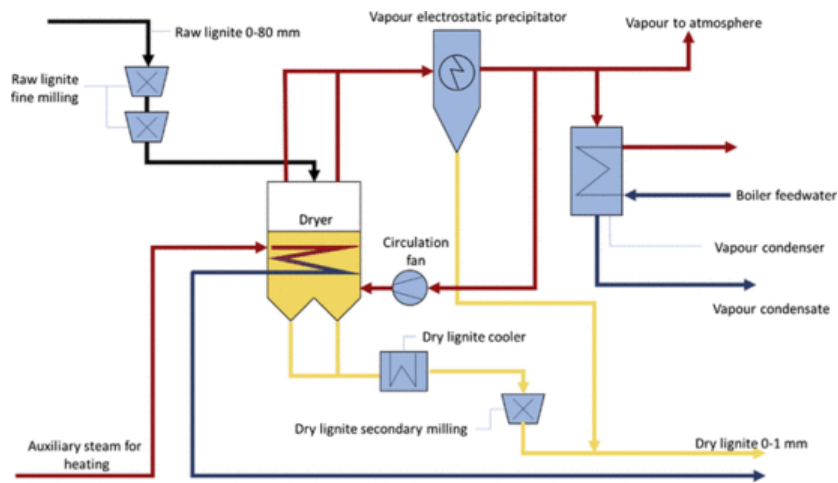 Vapour electrostatic precipitator
Vapour to atmosphere
Raw lignite 0-80 mm
Raw lignite
fine milling
Dryer
Circulation
fan
Boiler feedwater
Vapour condenser
Vapour condensate
Dry lignite cooler
Dry lignite secondary milling
Auxiliary steam for
heating
Dry lignite 0-1 mm